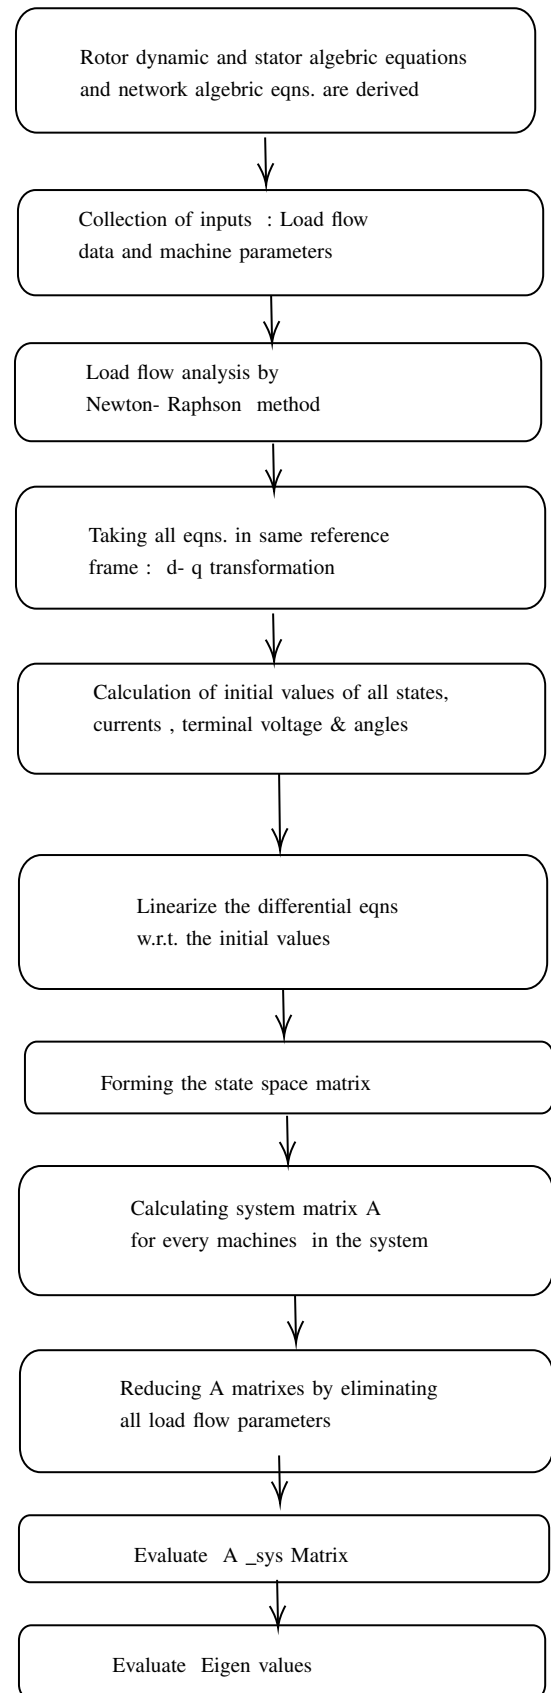 Rotor dynamic and stator algebric equations
and network algebric eqns. are derived
Collection of inputs : Load flow
data and machine parameters
Load flow analysis by
Newton- Raphson method
Taking all eqns. in same reference
frame : d- q transformation
Calculation of initial values of all states,
currents , terminal voltage & angles
Linearize the differential eqns
w.r.t. the initial values
Forming the state space matrix
Calculating system matrix A
for every machines in the system
Reducing A matrixes by eliminating
all load flow parameters
Evaluate A _sys Matrix
Evaluate Eigen values